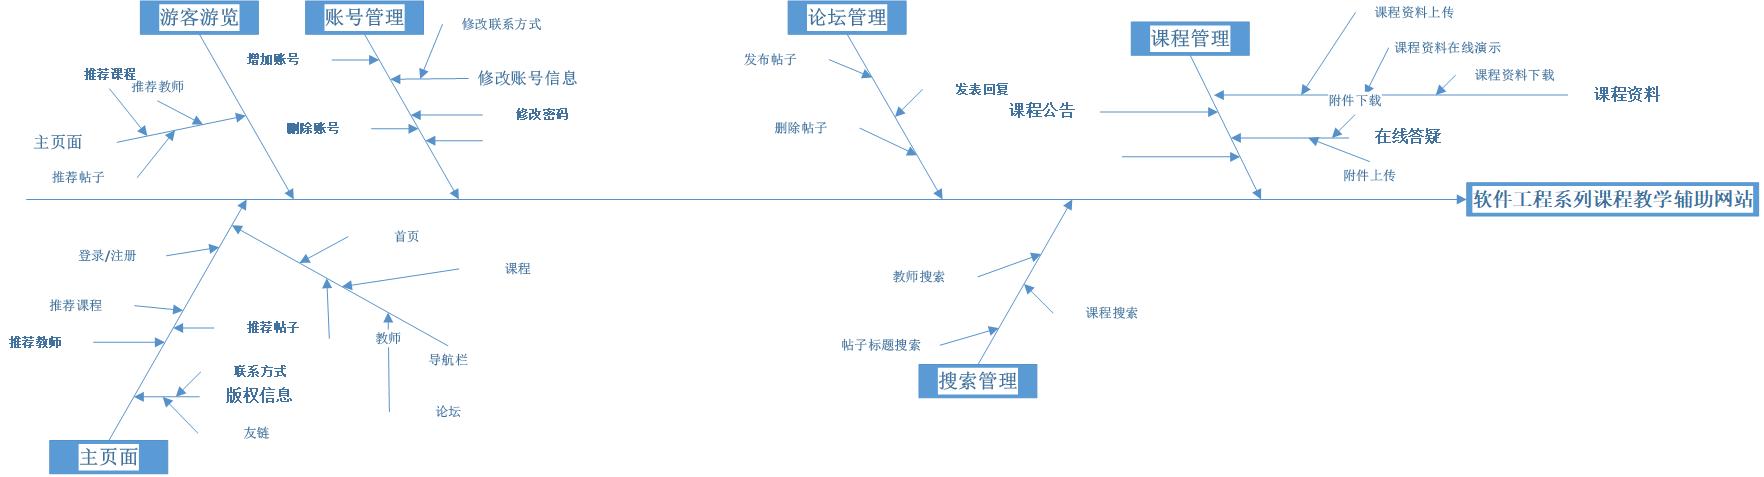 游客游览
账号管理
论坛管理
课程管理
课程资料上传
修改联系方式
课程资料在线演示
增加账号
发布帖子
推荐课程
修改账号信息
课程资料下载
推荐教师
发表回复
课程资料
附件下载
课程公告
修改密码
删除账号
删除帖子
主页面
在线答疑
推荐帖子
附件上传
软件工程系列课程教学辅助网站
首页
登录/注册
课程
教师搜索
推荐课程
课程搜索
推荐帖子
推荐教师
教师
帖子标题搜索
导航栏
联系方式
搜索管理
版权信息
论坛
友链
主页面